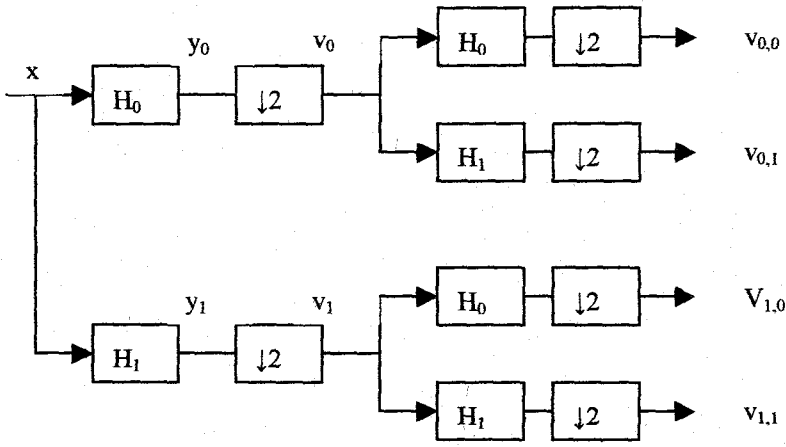 H₀ ↓2 v₀,₀
y₀ v₀
x
H₀ ↓2
H₁ ↓2 v₀,₁
H₀ ↓2 V₁,₀
y₁ v₁
H₁ ↓2
H₁ ↓2 v₁,₁